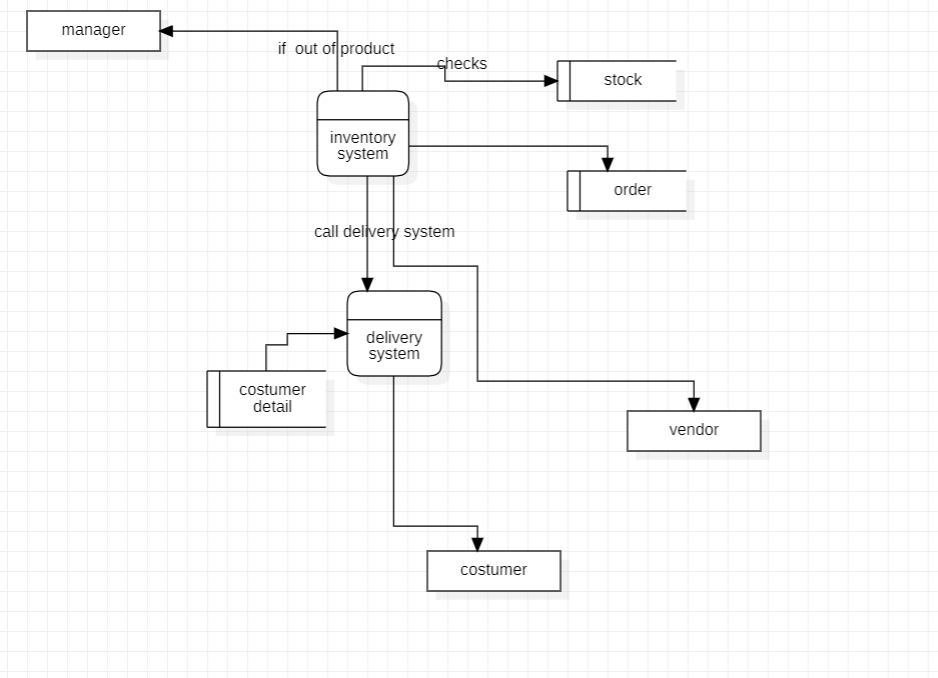 manager
if  out of product
checks
stock
inventory
system
order
call delivery system
delivery
system
costumer
detail
vendor
costumer